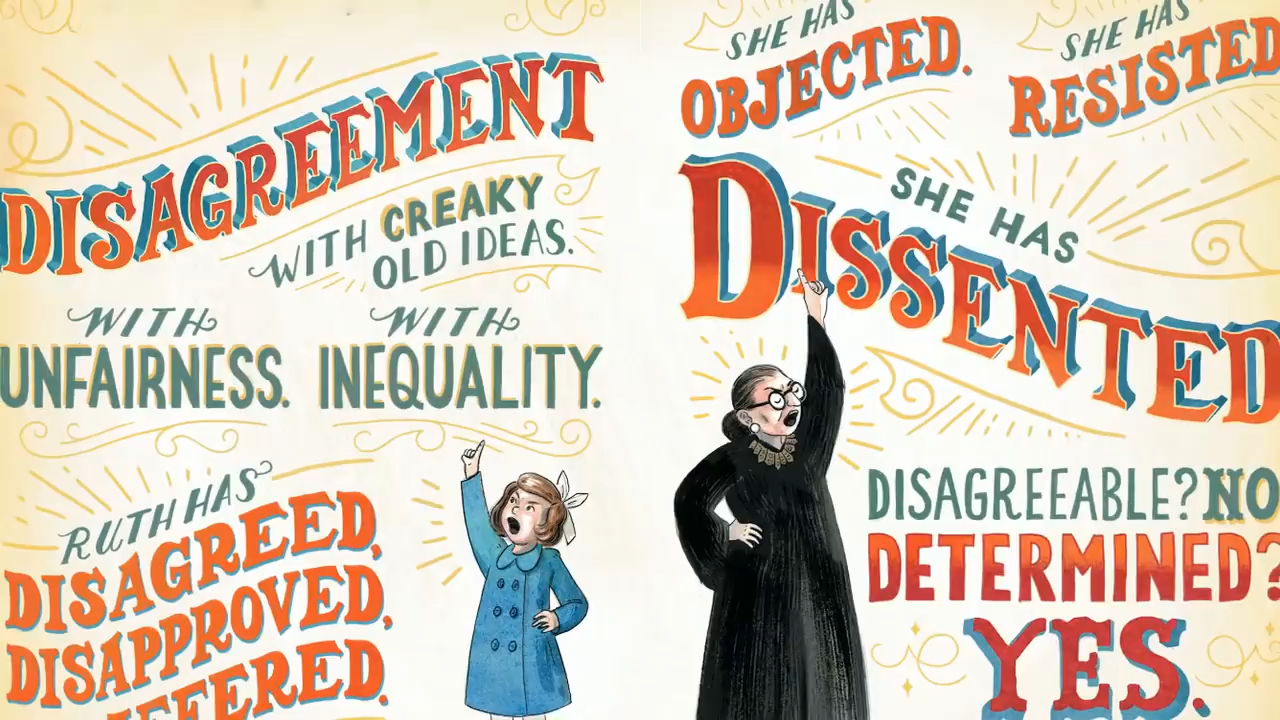 DISAGREEMENT
WITH CREAKY
OLD IDEAS.
WITH
UNFAIRNESS.
WITH
INEQUALITY.
RUTH HAS
DISAGREED,
DISAPPROVED,
IFFERED.
SHE HAS
OBJECTED.
SHE HAS
RESISTED
SHE HAS
DISSENTED
DISAGREEABLE? NO
DETERMINED?
YES.